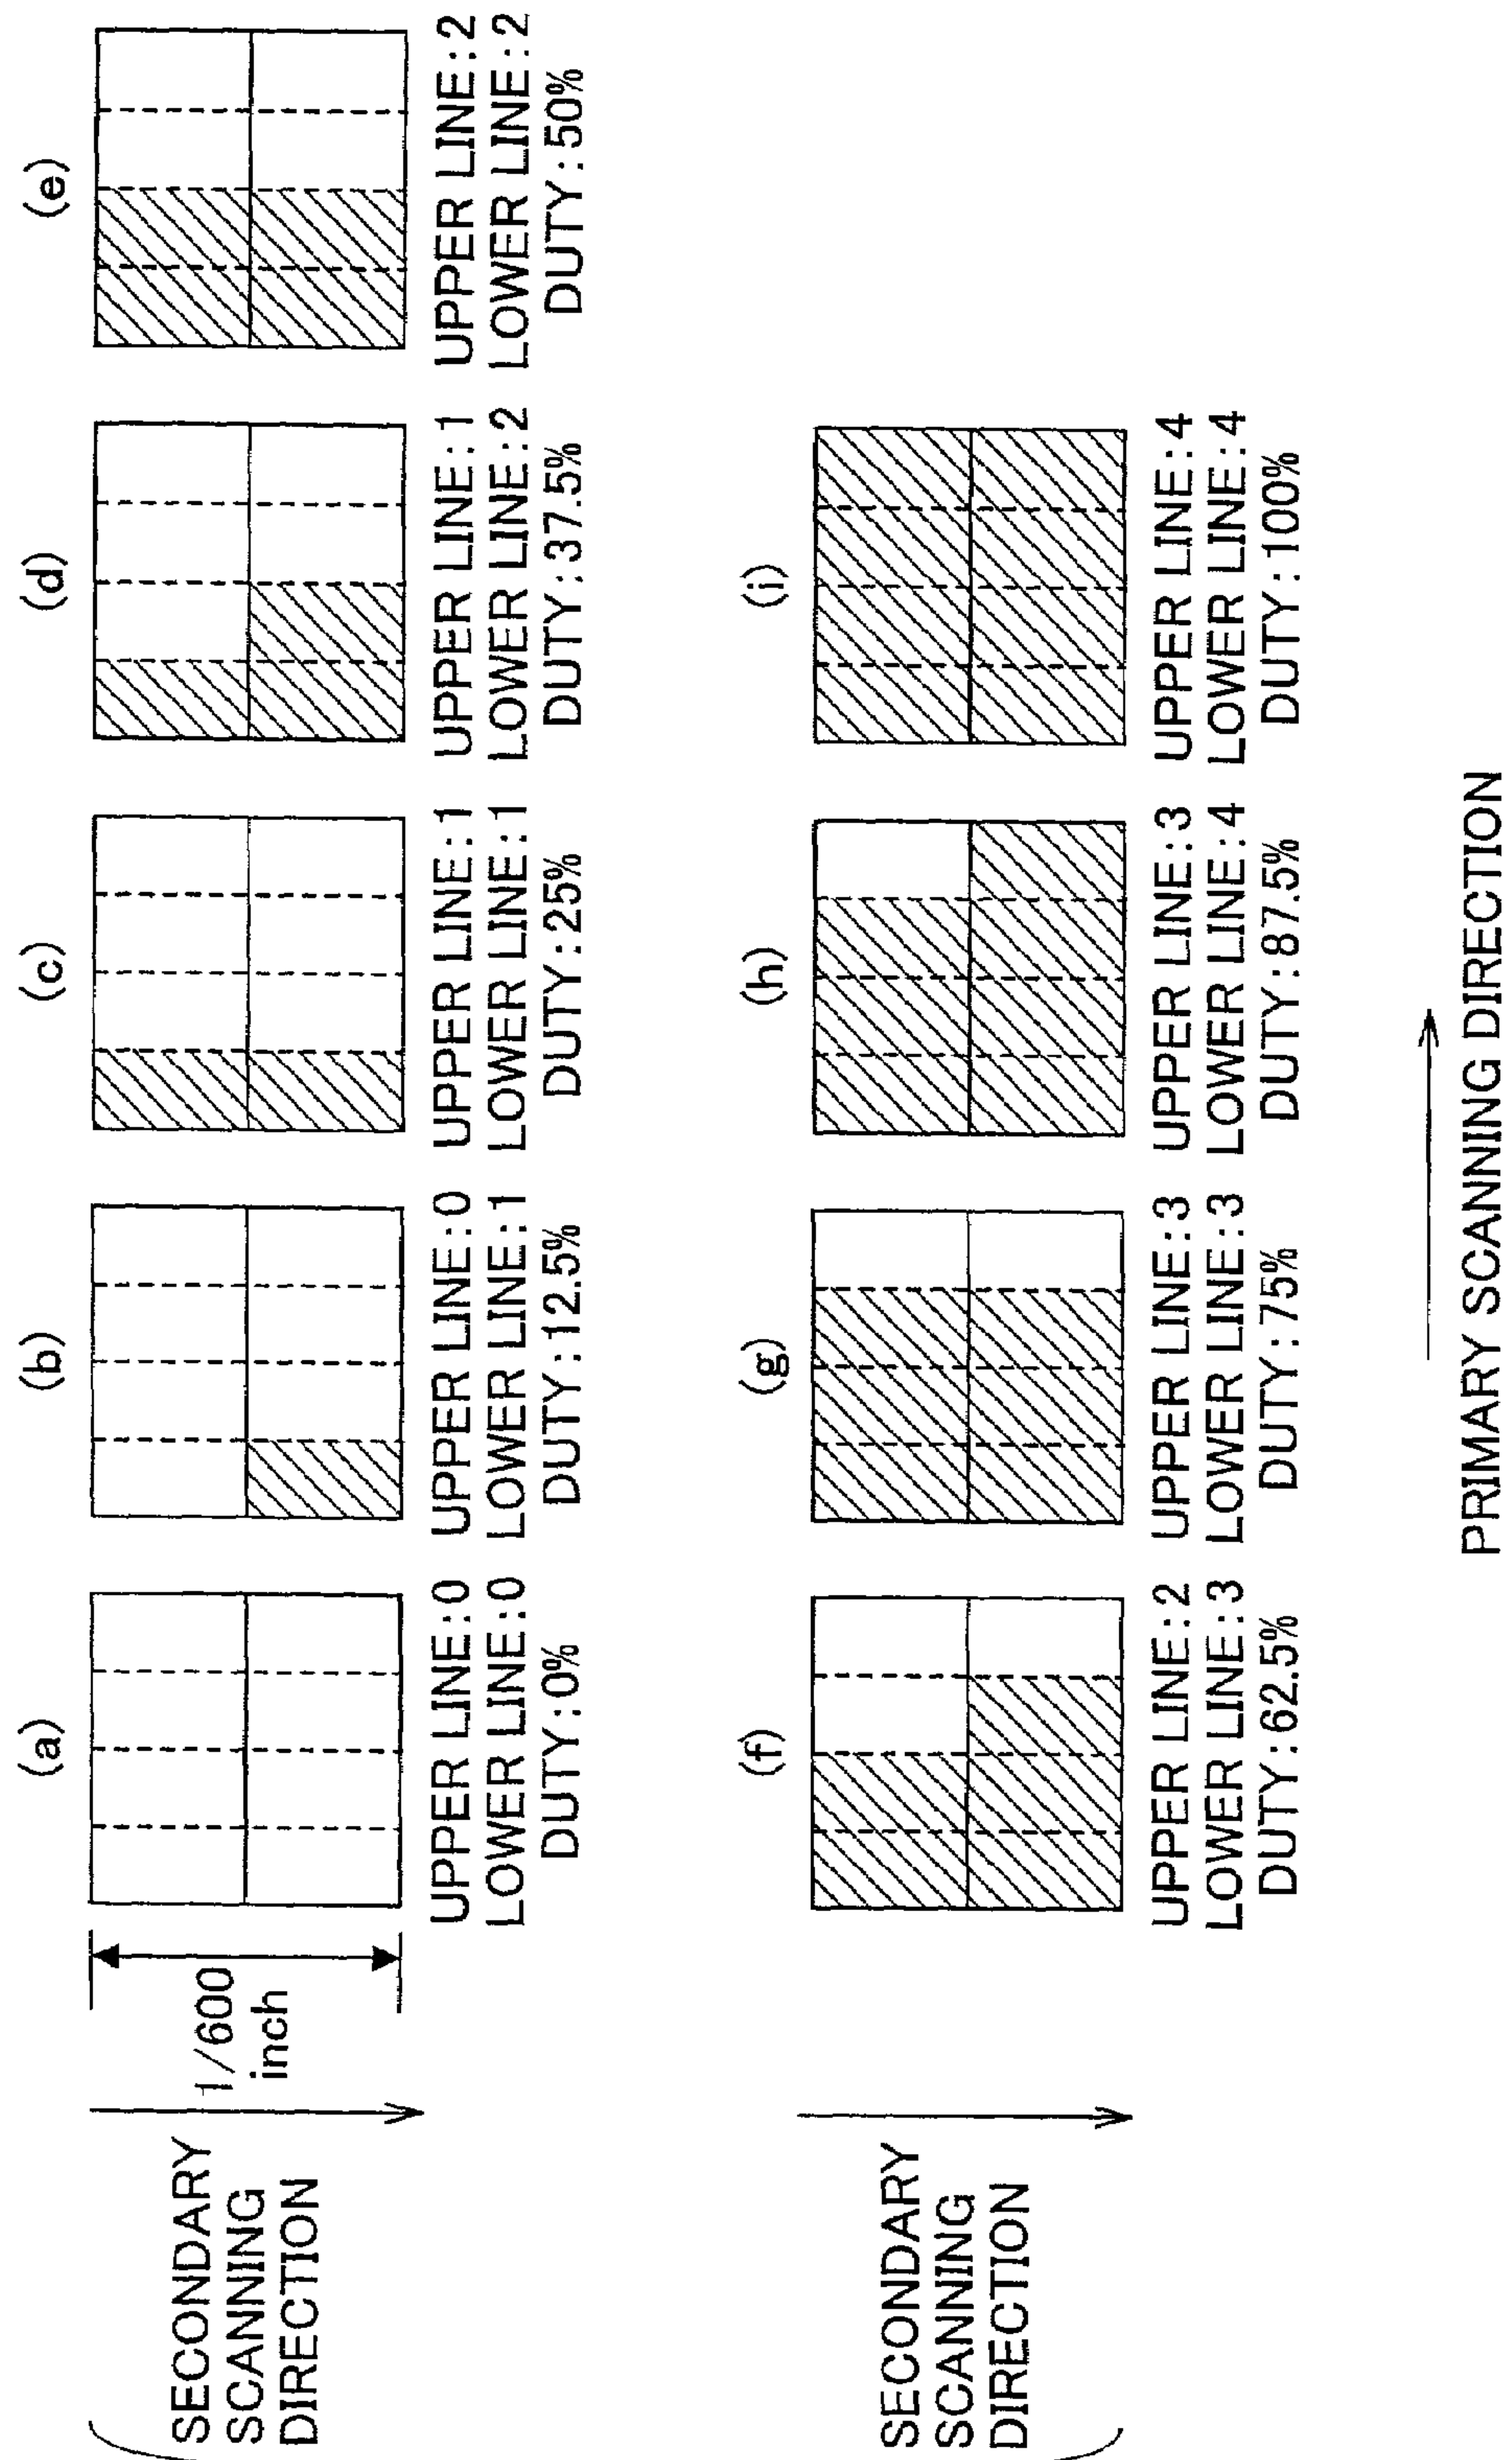 (a)
(b)
(c)
(d)
(e)
SECONDARY
SCANNING
DIRECTION
1/600
inch
UPPER LINE:0
LOWER LINE:0
DUTY:0%
UPPER LINE:0
LOWER LINE:1
DUTY:12.5%
UPPER LINE:1
LOWER LINE:1
DUTY:25%
UPPER LINE:1
LOWER LINE:2
DUTY:37.5%
UPPER LINE:2
LOWER LINE:2
DUTY:50%
(f)
(g)
(h)
(i)
SECONDARY
SCANNING
DIRECTION
UPPER LINE:2
LOWER LINE:3
DUTY:62.5%
UPPER LINE:3
LOWER LINE:3
DUTY:75%
UPPER LINE:3
LOWER LINE:4
DUTY:87.5%
UPPER LINE:4
LOWER LINE:4
DUTY:100%
PRIMARY SCANNING DIRECTION